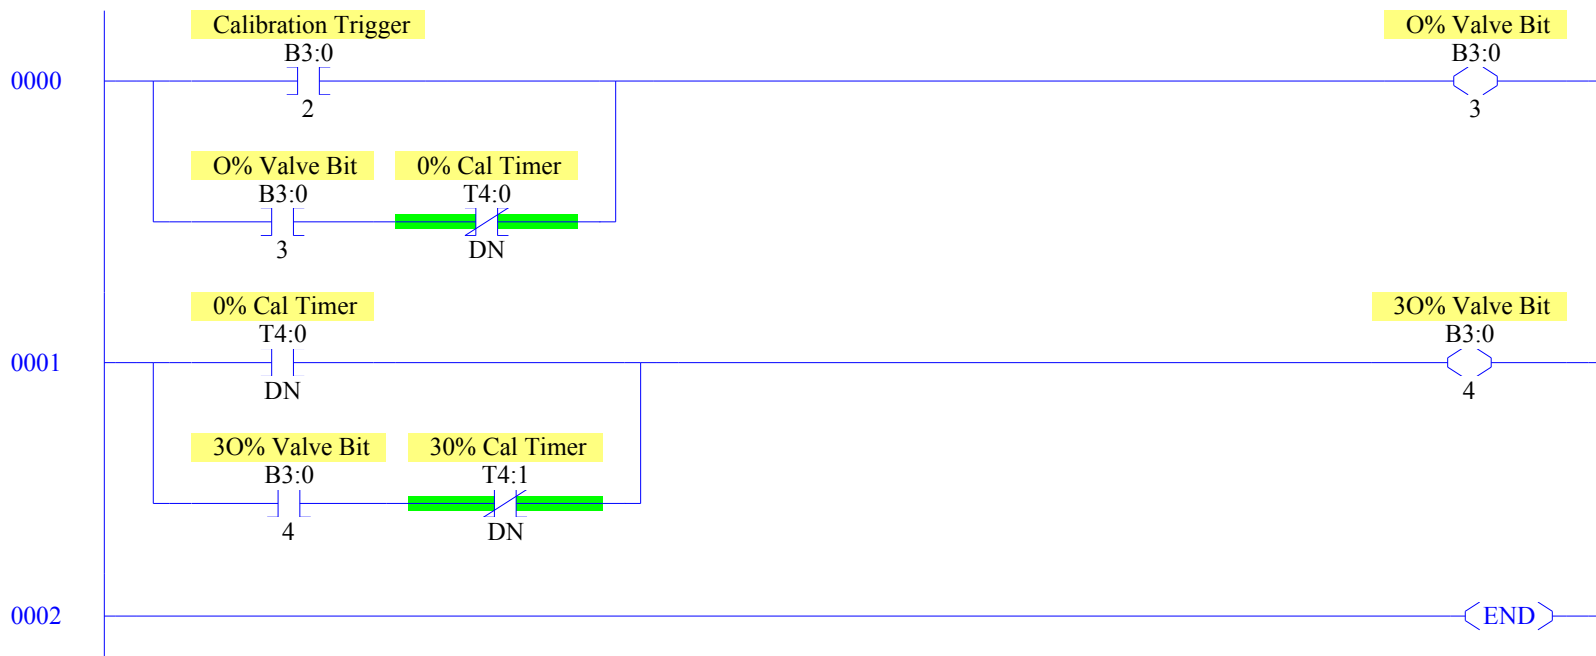 Calibration Trigger
B3:0
2
O% Valve Bit
B3:0
3
0000
O% Valve Bit
B3:0
3
0% Cal Timer
T4:0
DN
0% Cal Timer
T4:0
DN
3O% Valve Bit
B3:0
4
0001
3O% Valve Bit
B3:0
4
30% Cal Timer
T4:1
DN
0002
END